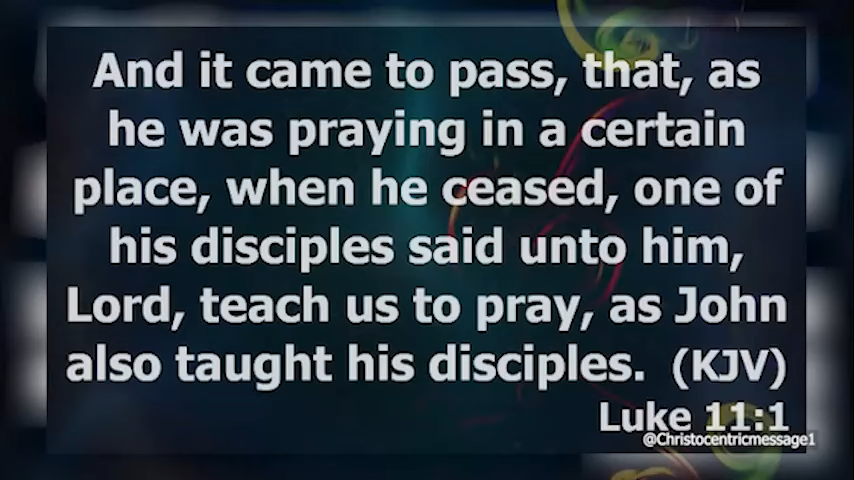 And it came to pass, that, as
he was praying in a certain
place, when he ceased, one of
his disciples said unto him,
Lord, teach us to pray, as John
also taught his disciples. (KJV)
Luke 11:1
@Christocentricmessage1